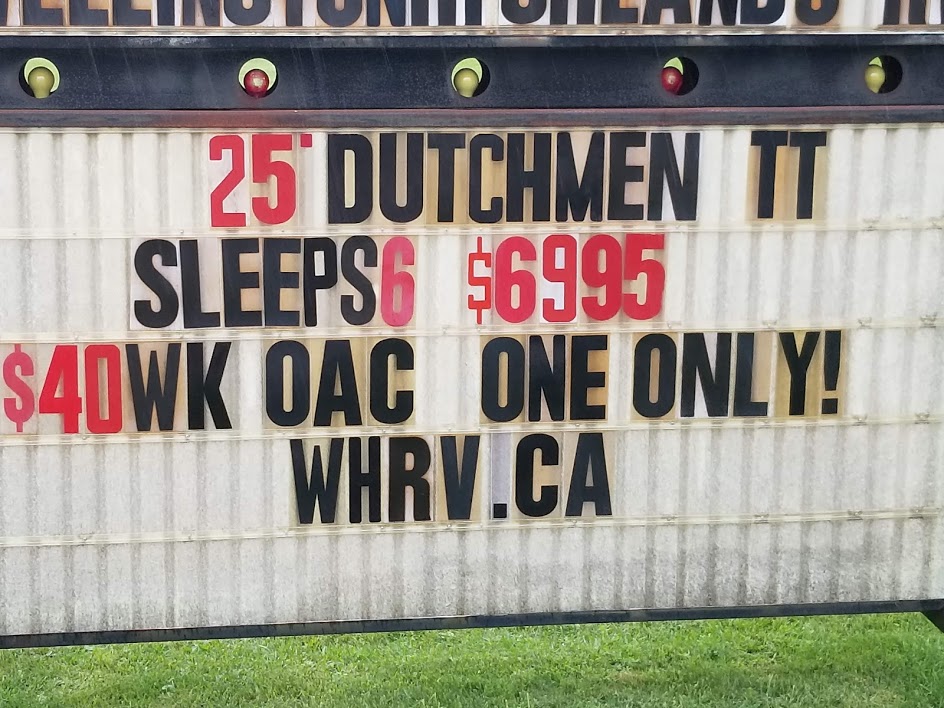 25' DUTCHMEN TT
SLEEPS6 $6995
$40WK OAC ONE ONLY!
WHRV.CA